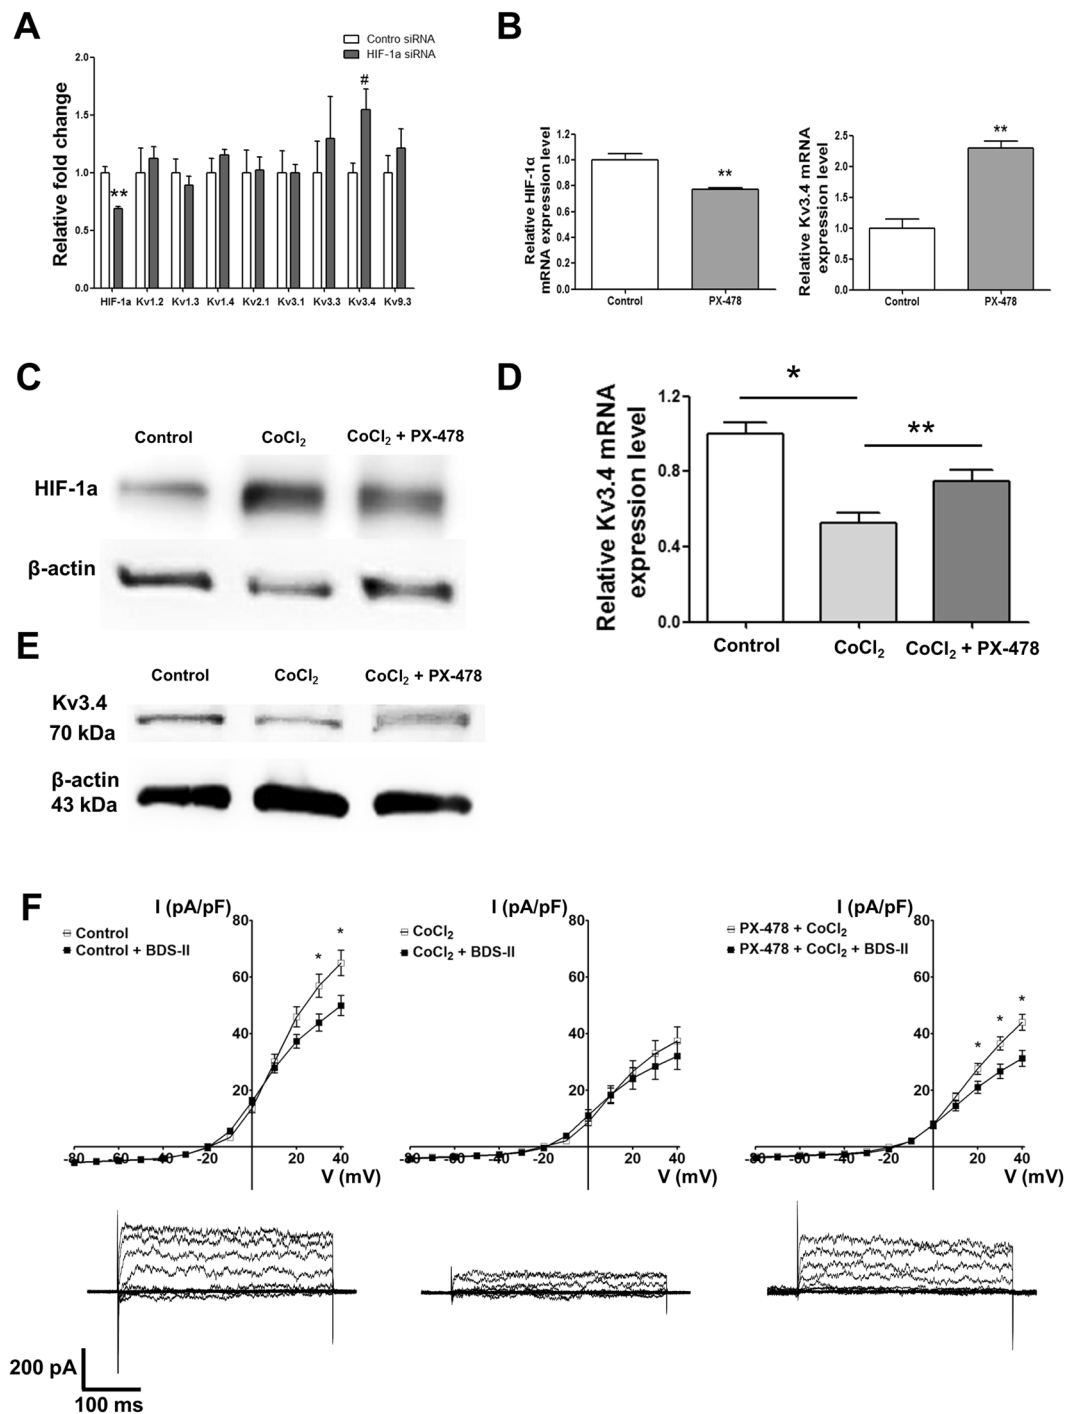 A
Contro siRNA
HIF-1a siRNA
#
**
Relative fold change
2.0
1.5
1.0
0.5
0.0
HIF-1a Kv1.2 Kv1.3 Kv1.4 Kv2.1 Kv3.1 Kv3.3 Kv3.4 Kv9.3
B
Relative HIF-1α
mRNA expression level
1.2
1.0
0.8
0.6
0.4
0.2
0.0
**
Control PX-478
Relative Kv3.4 mRNA
expression level
2.5
2.0
1.5
1.0
0.5
0.0
**
Control PX-478
C
Control CoCl2 CoCl2 + PX-478
HIF-1a
β-actin
D
Relative Kv3.4 mRNA
expression level
1.2
0.8
0.4
0.0
*
**
Control CoCl2 CoCl2 + PX-478
E
Control CoCl2 CoCl2 + PX-478
Kv3.4
70 kDa
β-actin
43 kDa
F
I (pA/pF)
Control
Control + BDS-II
80
60
40
20
* *
-80 -60 -40 -20 20 40
V (mV)
I (pA/pF)
CoCl2
CoCl2 + BDS-II
80
60
40
20
-80 -60 -40 -20 20 40
V (mV)
I (pA/pF)
PX-478 + CoCl2
PX-478 + CoCl2 + BDS-II
80
60
40
20
* * *
-80 -60 -40 -20 20 40
V (mV)
200 pA
100 ms